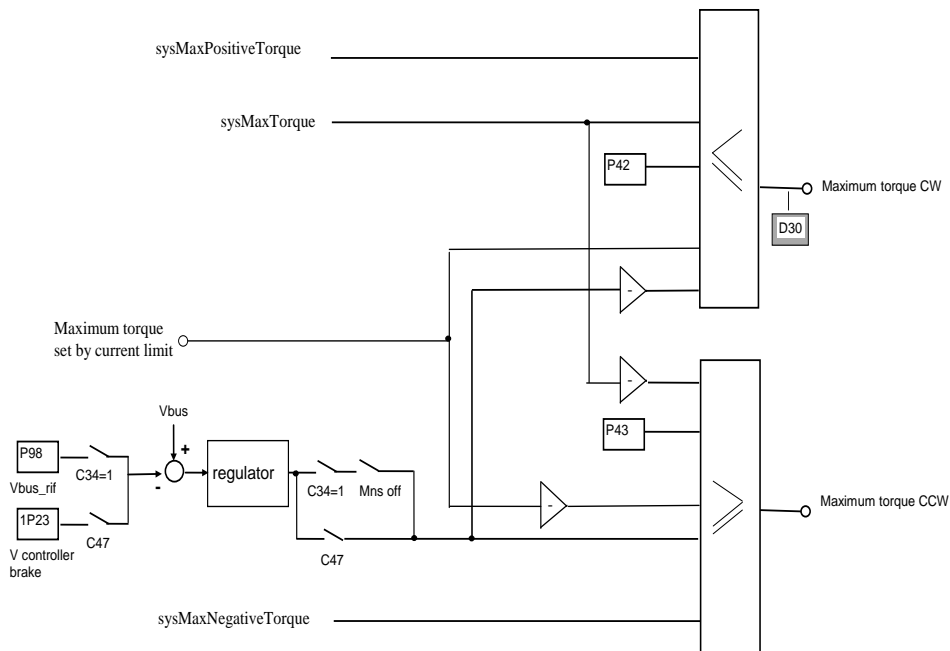 sysMaxPositiveTorque
sysMaxTorque
P42
Maximum torque CW
D30
-
Maximum torque
set by current limit
-
Vbus
P43
+
P98
regulator
C34=1
-
C34=1
Mns off
Vbus_rif
-
Maximum torque CCW
1P23
C47
C47
V controller
brake
sysMaxNegativeTorque